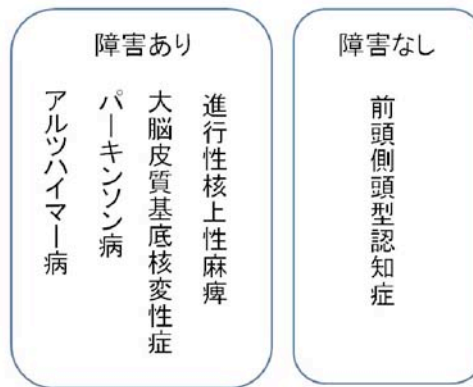 障害あり
進行性核上性麻痺
大脳皮質基底核変性症
パーキンソン病
アルツハイマー病
障害なし
前頭側頭型認知症